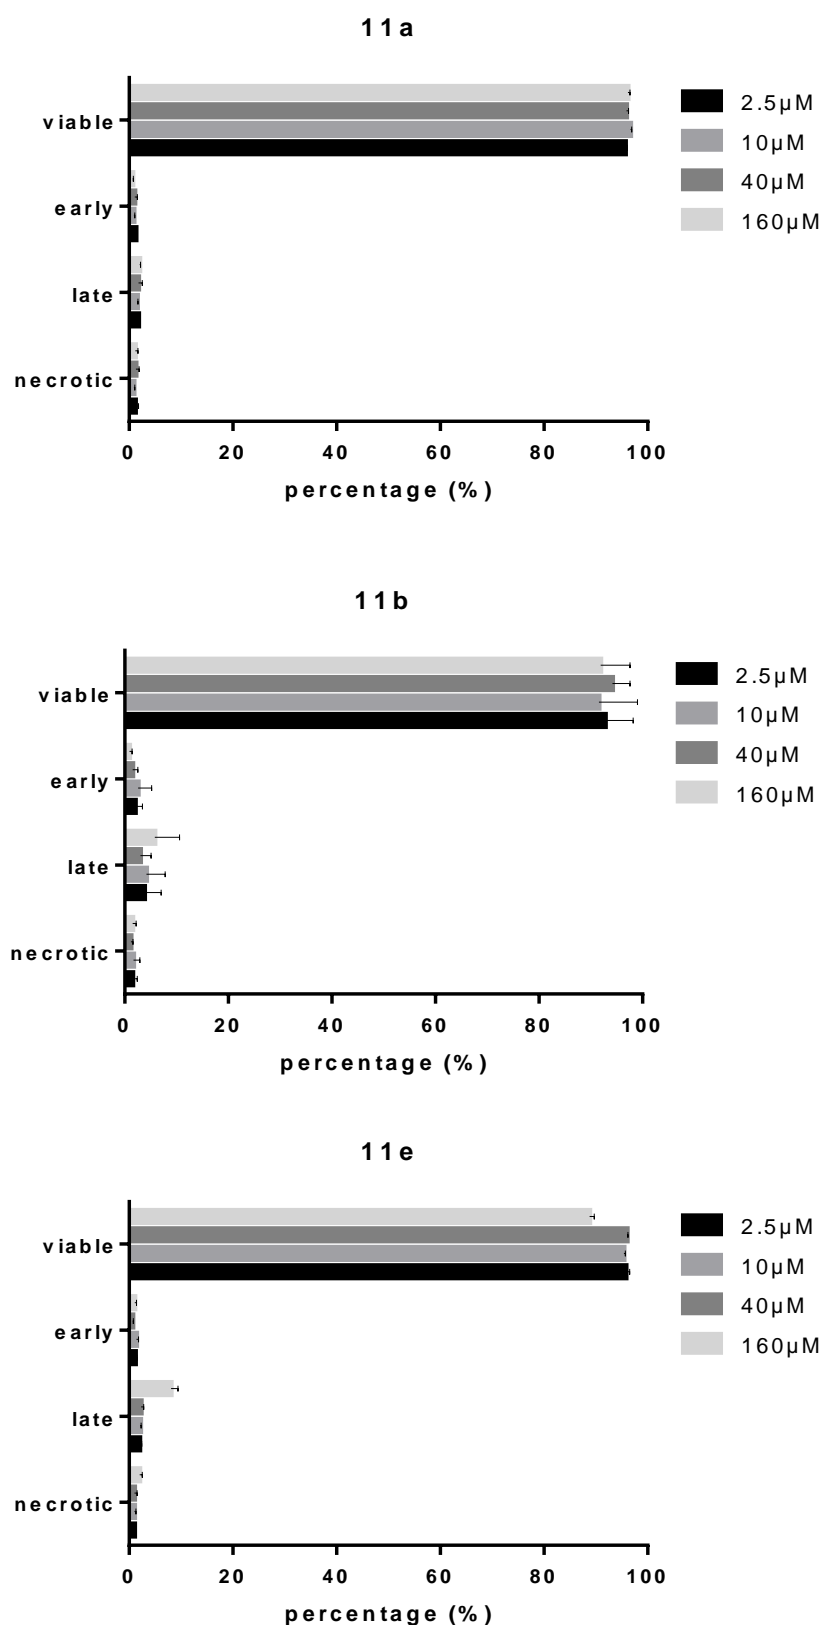 11a
viable
early
late
necrotic
0 20 40 60 80 100
percentage (%)
2.5µM
10µM
40µM
160µM
11b
viable
early
late
necrotic
0 20 40 60 80 100
percentage (%)
2.5µM
10µM
40µM
160µM
11e
viable
early
late
necrotic
0 20 40 60 80 100
percentage (%)
2.5µM
10µM
40µM
160µM